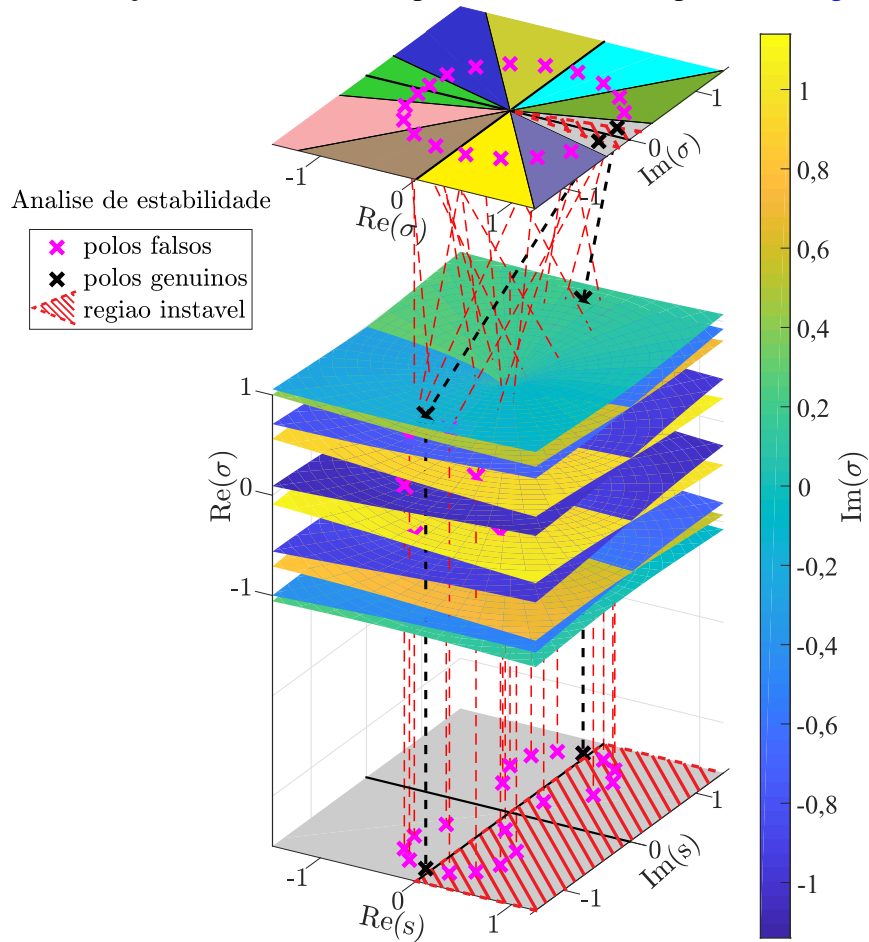 1
0
-1
Im(σ)
-1
0
1
Re(σ)
Analise de estabilidade
polos falsos
polos genuinos
regiao instavel
1
0
-1
Re(σ)
1
0,8
0,6
0,4
0,2
0
-0,2
-0,4
-0,6
-0,8
-1
Im(σ)
1
0
-1
Im(s)
-1
0
1
Re(s)